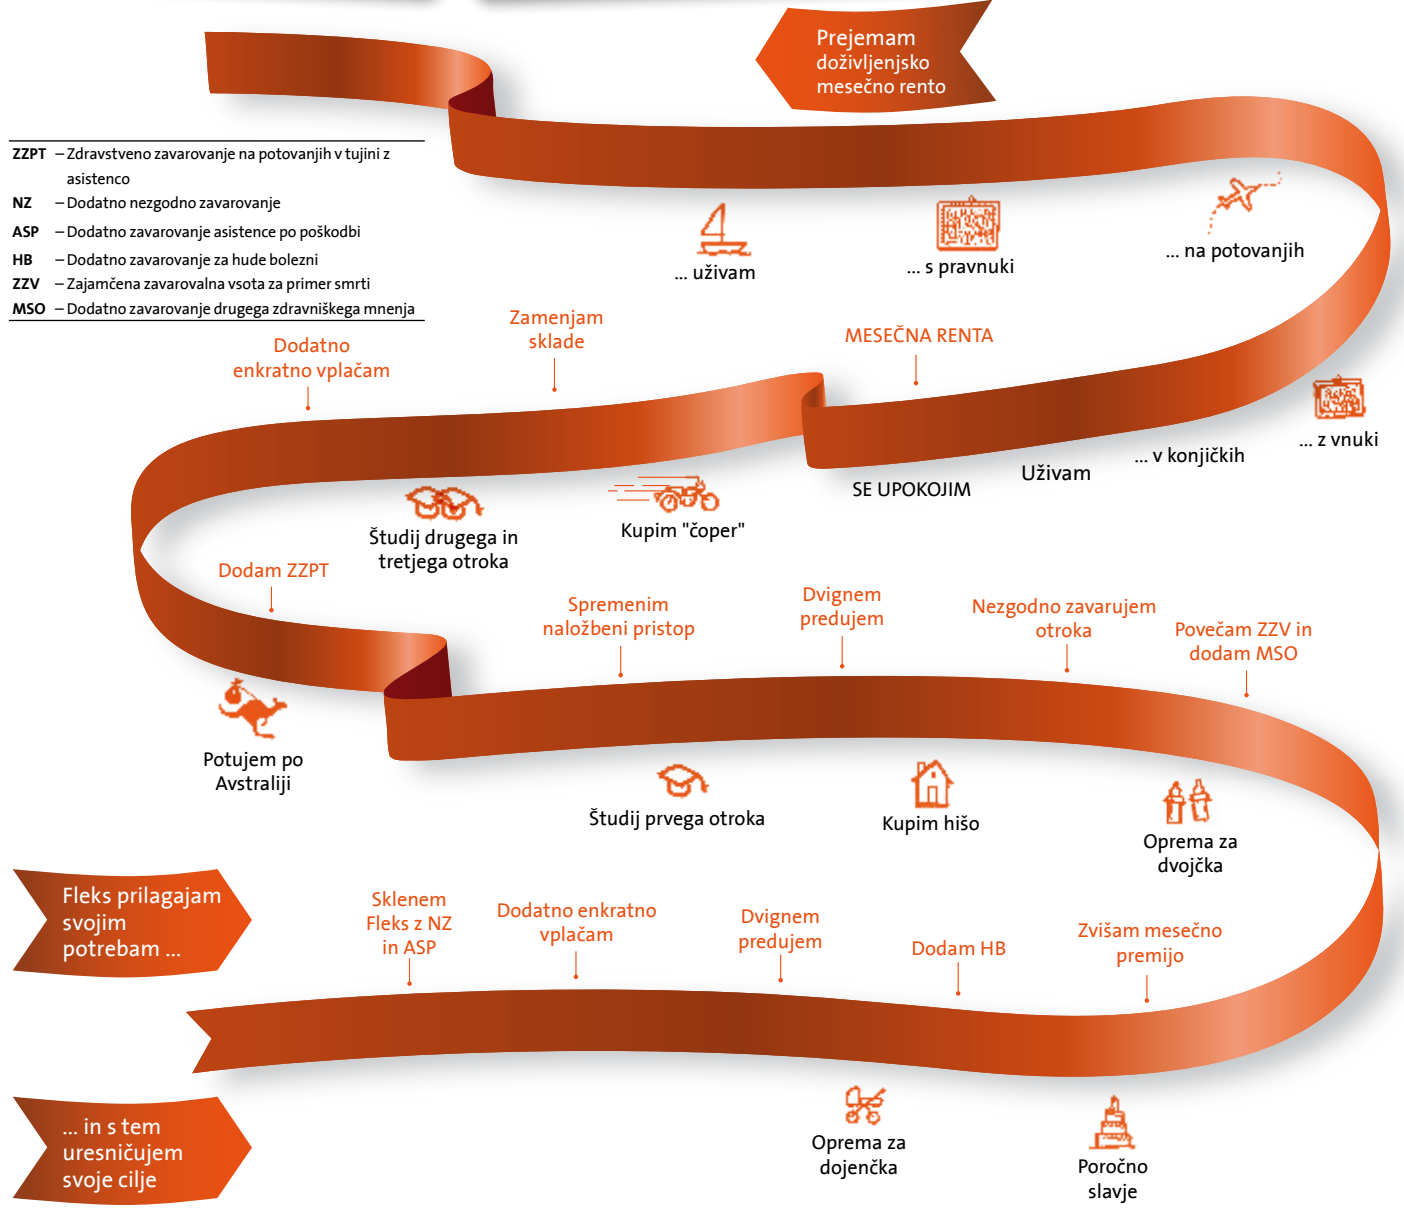 Prejemam
doživljenjsko
mesečno rento
ZZPT – Zdravstveno zavarovanje na potovanjih v tujini z
asistenco
NZ – Dodatno nezgodno zavarovanje
ASP – Dodatno zavarovanje asistence po poškodbi
HB – Dodatno zavarovanje za hude bolezni
ZZV – Zajamčena zavarovalna vsota za primer smrti
MSO – Dodatno zavarovanje drugega zdravniškega mnenja
... uživam
... s pravnuki
... na potovanjih
Dodatno
enkratno vplačam
Zamenjam
sklade
MESEČNA RENTA
... z vnuki
... v konjičkih
Uživam
SE UPOKOJIM
Kupim "čoper"
Študij drugega in
tretjega otroka
Dodam ZZPT
Spremenim
naložbeni pristop
Dvignem
predujem
Nezgodno zavarujem
otroka
Povečam ZZV in
dodam MSO
Potujem po
Avstraliji
Študij prvega otroka
Kupim hišo
Oprema za
dvojčka
Fleks prilagajam
svojim
potrebam ...
Sklenem
Fleks z NZ
in ASP
Dodatno enkratno
vplačam
Dvignem
predujem
Dodam HB
Zvišam mesečno
premijo
... in s tem
uresničujem
svoje cilje
Oprema za
dojenčka
Poročno
slavje